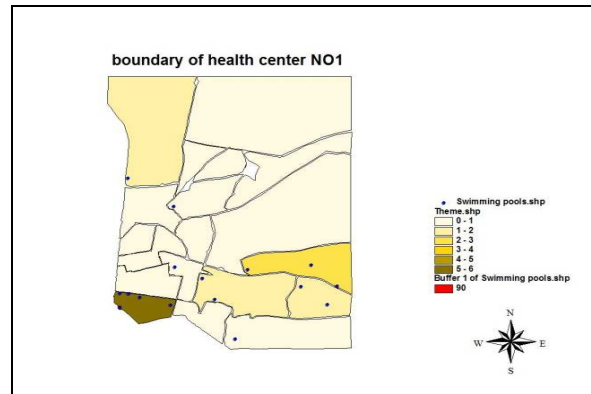 boundary of health center NO1
Swimming pools.shp
Theme.shp
0 - 1
1 - 2
2 - 3
3 - 4
4 - 5
5 - 6
Buffer 1 of Swimming pools.shp
90
N
W E
S